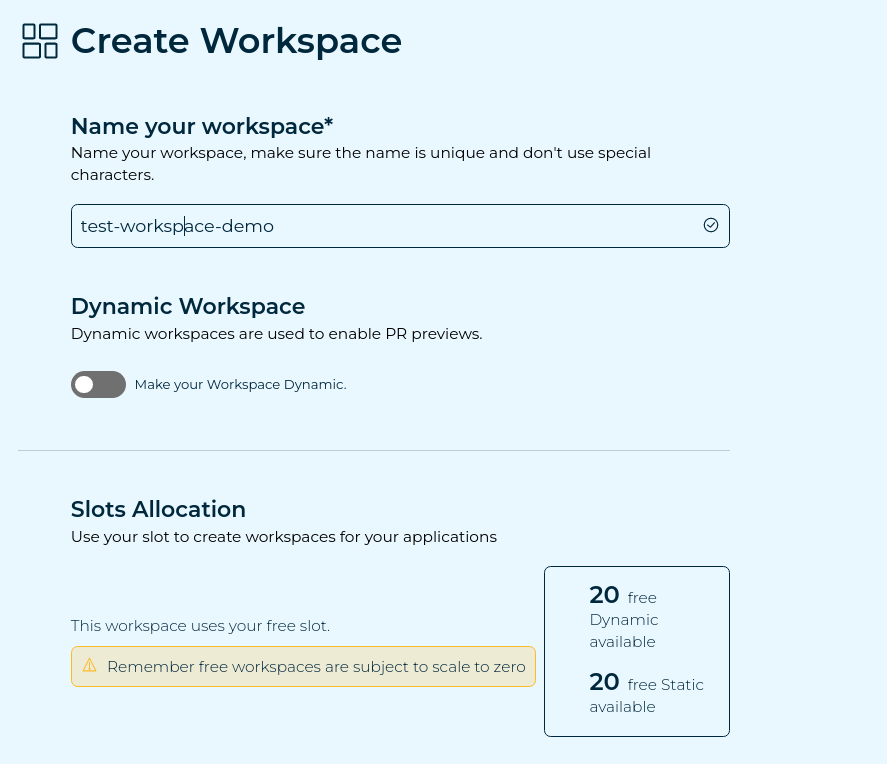 Create Workspace
Name your workspace*
Name your workspace, make sure the name is unique and don't use special
characters.
test-workspace-demo
Dynamic Workspace
Dynamic workspaces are used to enable PR previews.
Make your Workspace Dynamic.
Slots Allocation
Use your slot to create workspaces for your applications
This workspace uses your free slot.
Remember free workspaces are subject to scale to zero
20 free
Dynamic
available
20 free Static
available